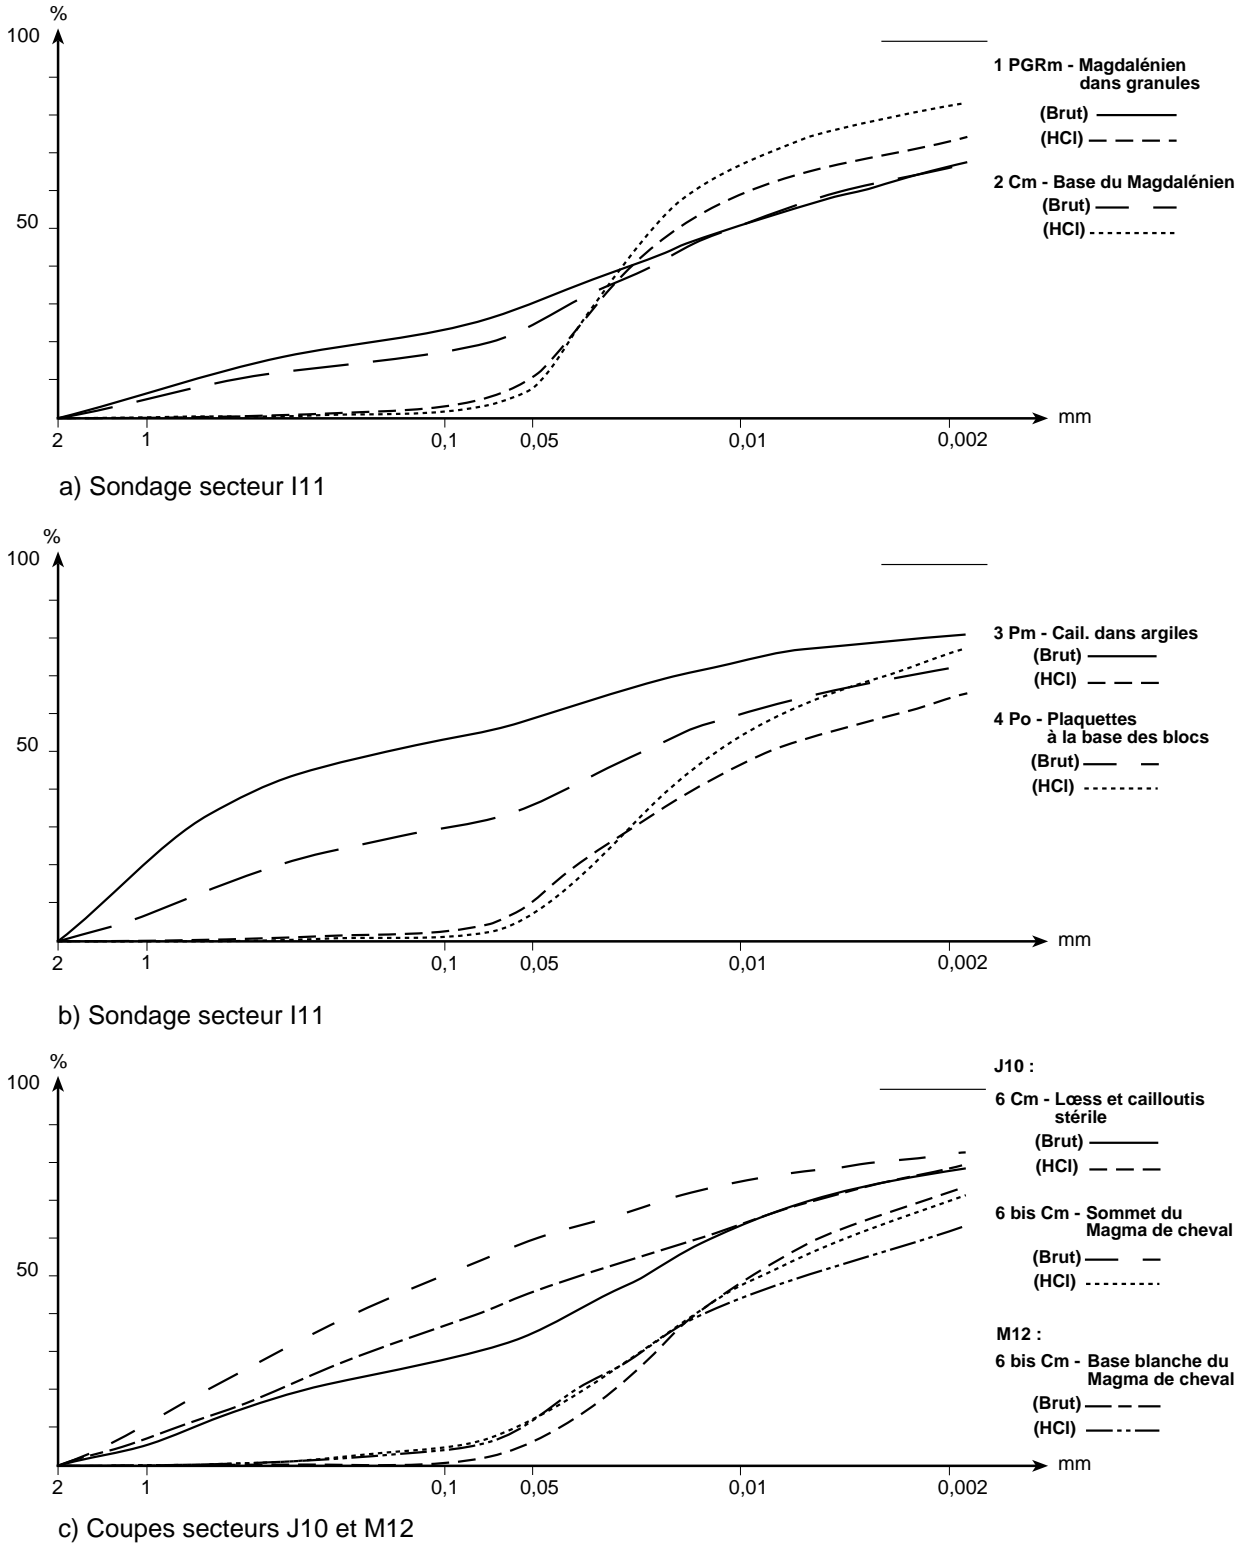 %
100
50
2 1 0,1 0,05 0,01 0,002 mm
1 PGRm - Magdalénien
dans granules
(Brut)
(HCl)
2 Cm - Base du Magdalénien
(Brut)
(HCl)
a) Sondage secteur I11
%
100
50
2 1 0,1 0,05 0,01 0,002 mm
3 Pm - Cail. dans argiles
(Brut)
(HCl)
4 Po - Plaquettes
à la base des blocs
(Brut)
(HCl)
b) Sondage secteur I11
%
100
50
2 1 0,1 0,05 0,01 0,002 mm
J10 :
6 Cm - Lœss et cailloutis
stérile
(Brut)
(HCl)
6 bis Cm - Sommet du
Magma de cheval
(Brut)
(HCl)
M12 :
6 bis Cm - Base blanche du
Magma de cheval
(Brut)
(HCl)
c) Coupes secteurs J10 et M12